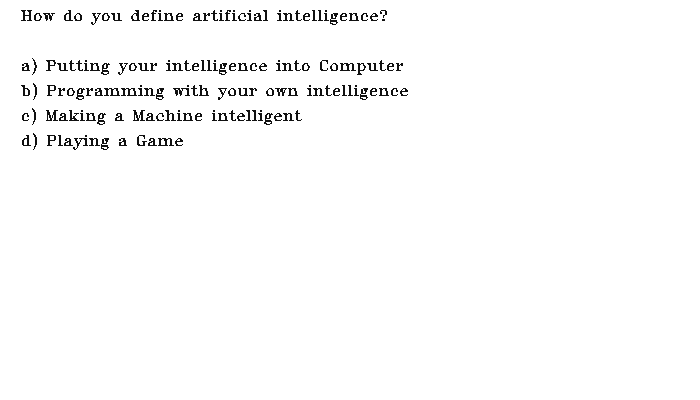 How do you define artificial intelligence?
a) Putting your intelligence into Computer
b) Programming with your own intelligence
c) Making a Machine intelligent
d) Playing a Game